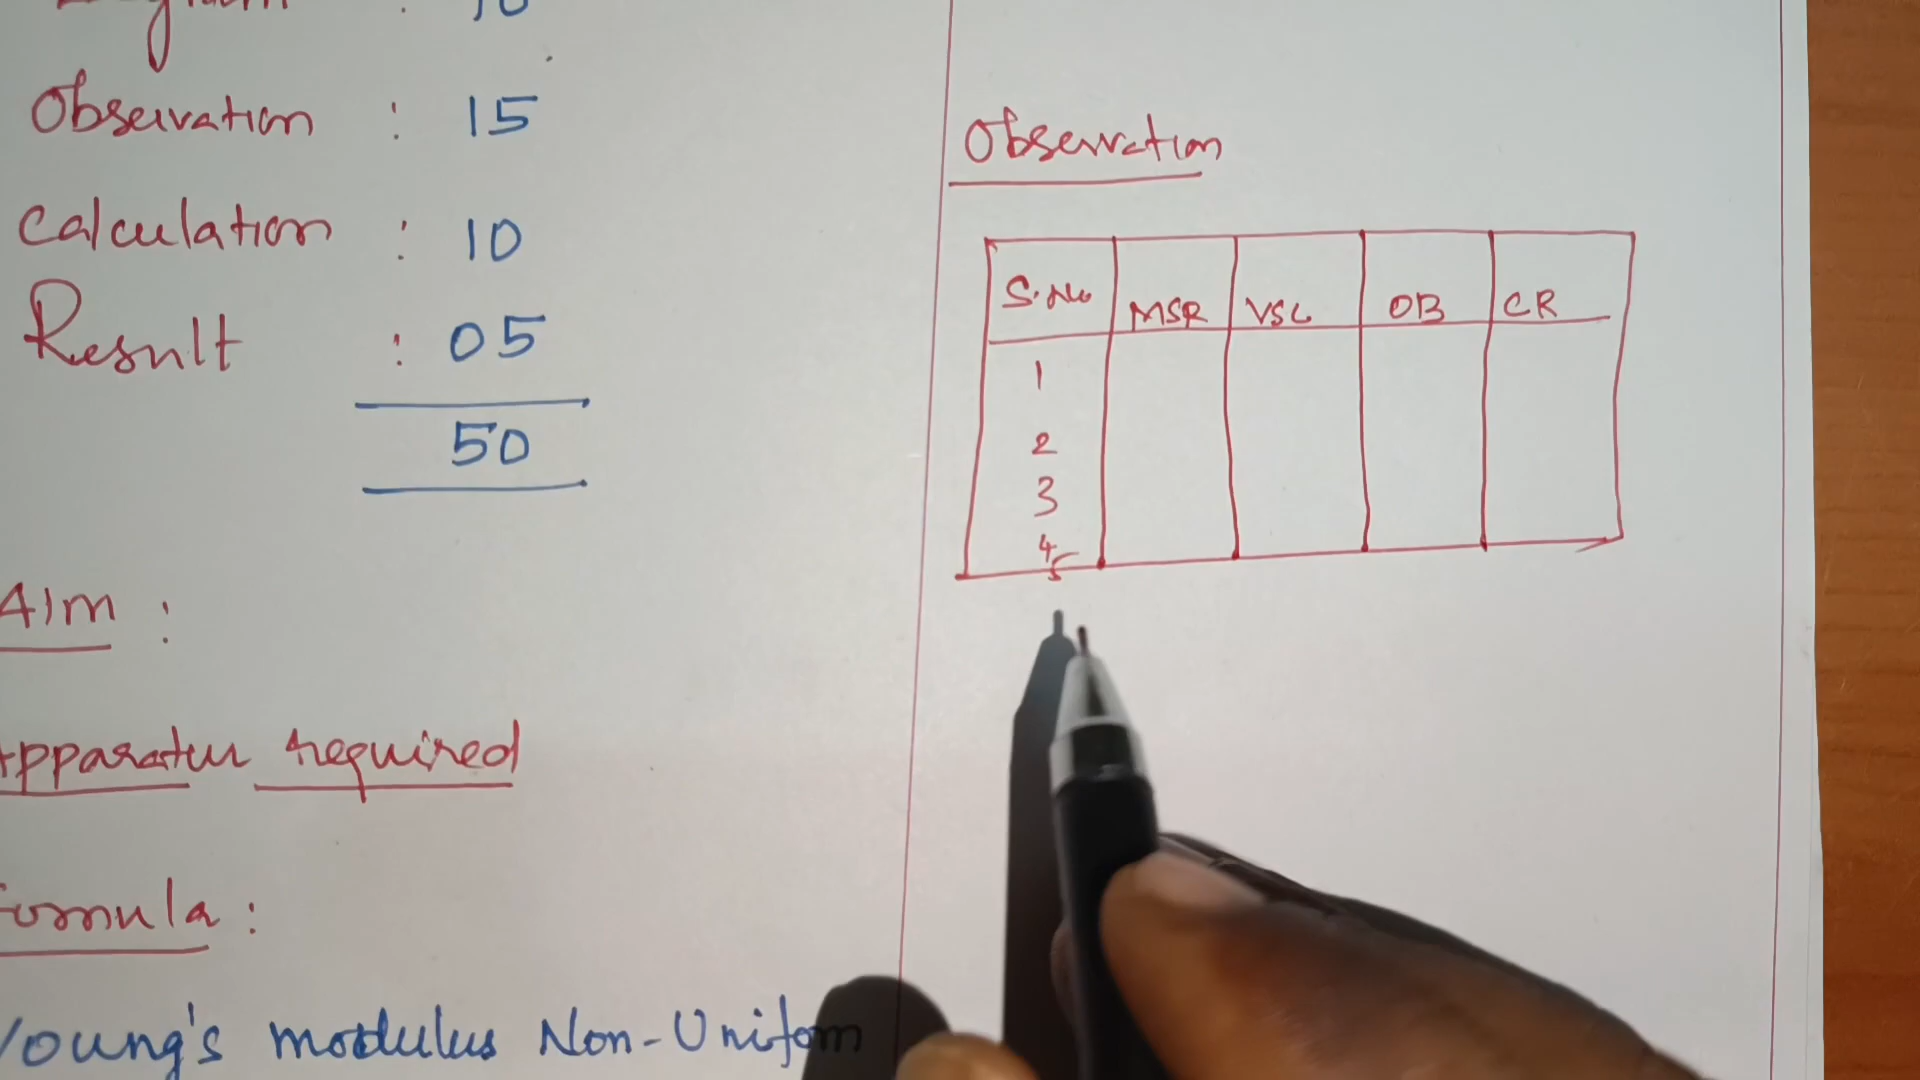 : 10
Observation : 15
Calculation : 10
Result : 05
50
Aim :
Apparatus required
Formula :
Young's modulus Non-Uniform
Observation
S.No MSR VSC OB CR
1
2
3
4
5